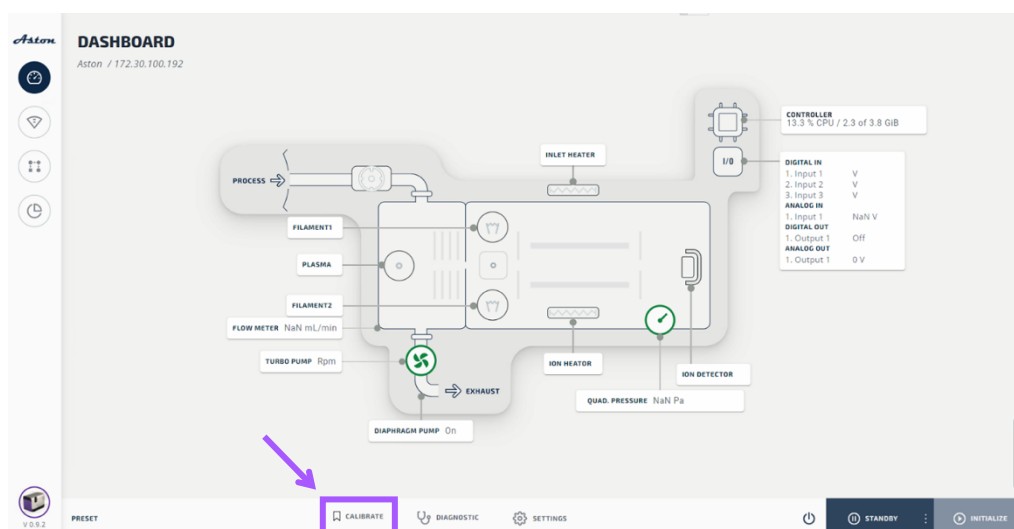 Aston
DASHBOARD
Aston / 172.30.100.192
CONTROLLER
13.3 % CPU / 2.3 of 3.8 GIB
I/O
DIGITAL IN
1. Input 1 V
2. Input 2 V
3. Input 3 V
ANALOG IN
1. Input 1 NaN V
DIGITAL OUT
1. Output 1 Off
ANALOG OUT
1. Output 1 0 V
INLET HEATER
PROCESS
FILAMENT1
PLASMA
FILAMENT2
FLOW METER NaN mL/min
TURBO PUMP Rpm
ION HEATOR
ION DETECTOR
EXHAUST
QUAD. PRESSURE NaN Pa
DIAPHRAGM PUMP On
V 0.9.2
PRESET
CALIBRATE
DIAGNOSTIC
SETTINGS
STANDBY
INITIALIZE